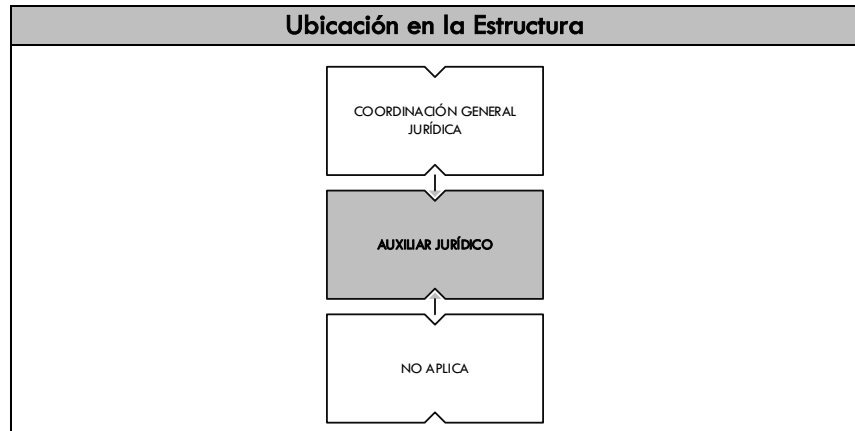 Ubicación en la Estructura
COORDINACIÓN GENERAL
JURÍDICA
AUXILIAR JURÍDICO
NO APLICA